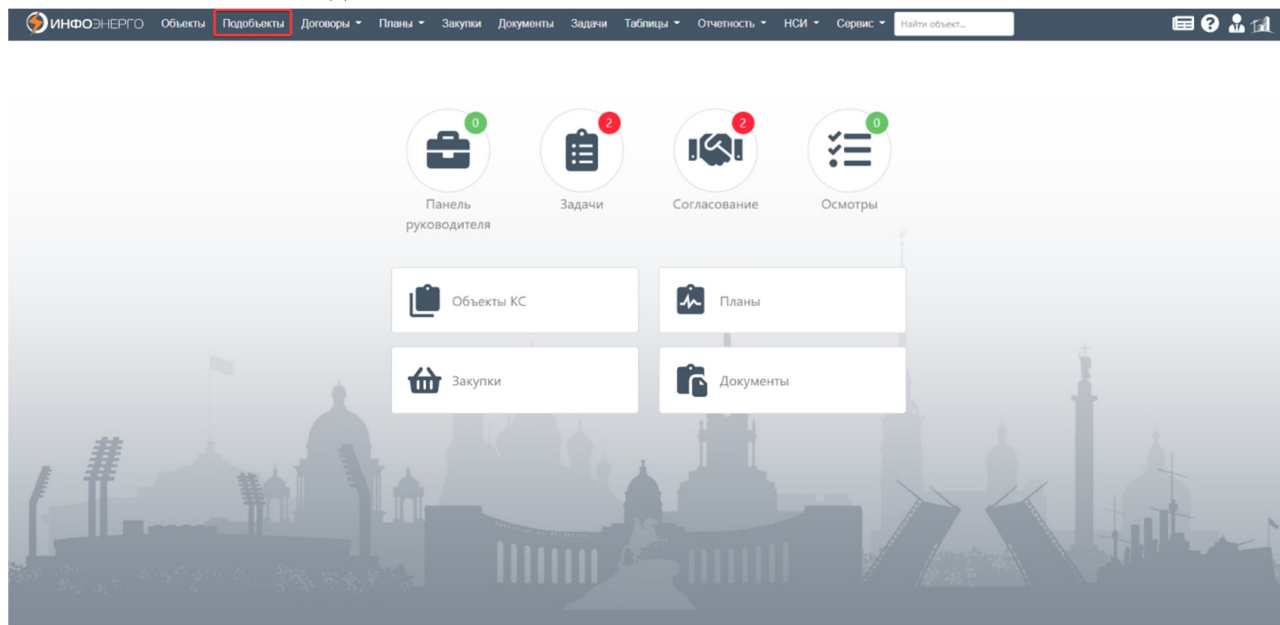 ИНФОЭНЕРГО Объекты Подобъекты Договоры Планы Закупки Документы Задачи Таблицы Отчетность НСИ Сервис Найти объект...
0 2 2 0
Панель руководителя
Задачи
Согласование
Осмотры
Объекты КС
Планы
Закупки
Документы